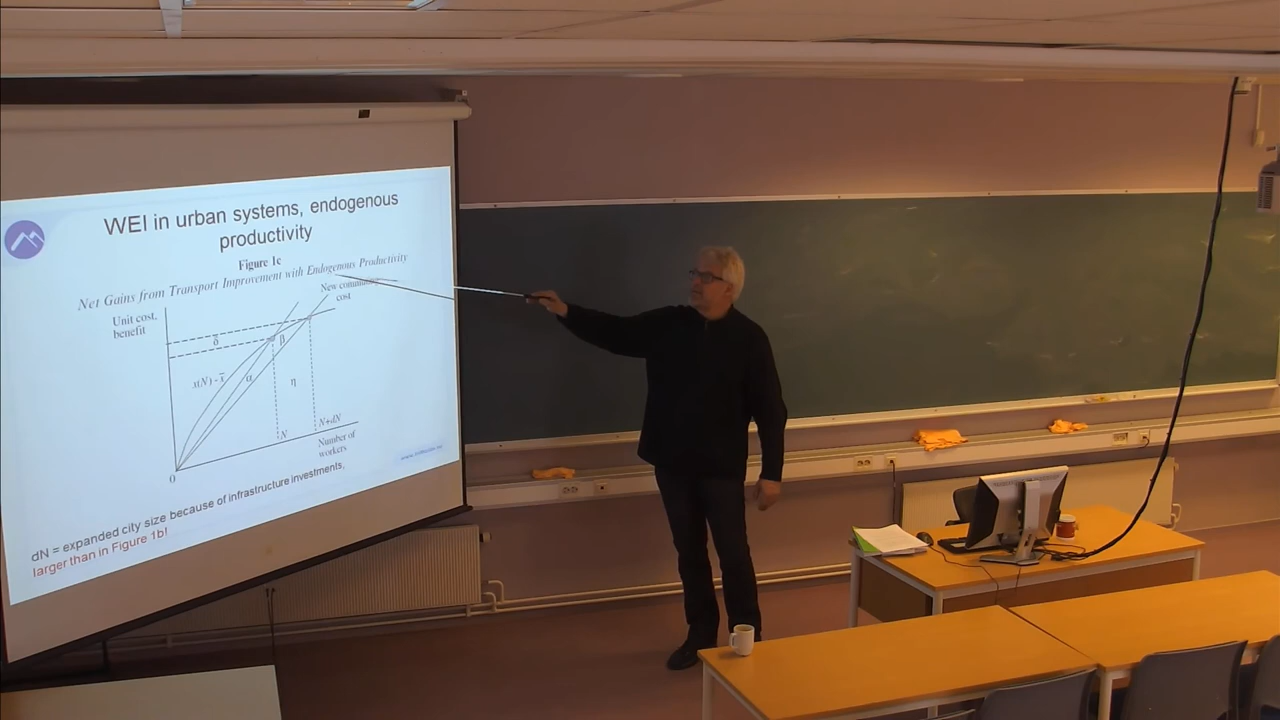 WEI in urban systems, endogenous
productivity
Figure 1c
Net Gains from Transport Improvement with Endogenous Productivity
New
cost
Unit cost,
benefit
δ
β
x(N) - x̄
α
η
N
N+dN
Number of
workers
0
dN = expanded city size because of infrastructure investments,
larger than in Figure 1b!